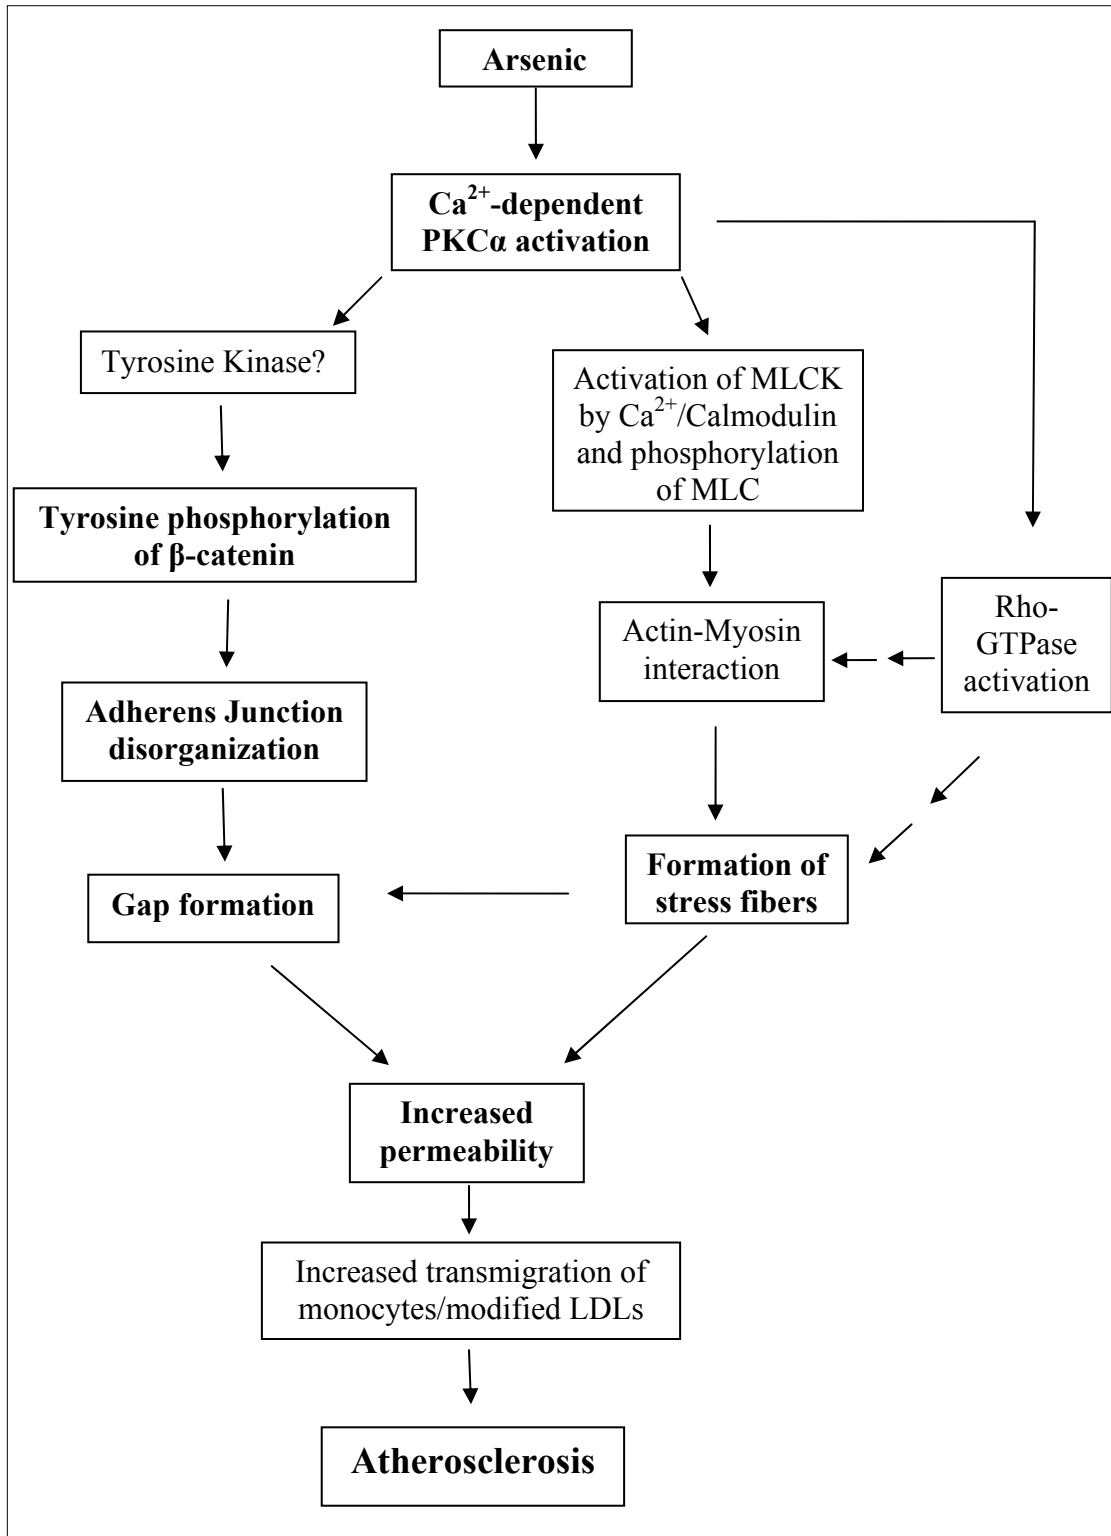 Arsenic
Ca²⁺-dependent
PKCα activation
Tyrosine Kinase?
Activation of MLCK
by Ca²⁺/Calmodulin
and phosphorylation
of MLC
Tyrosine phosphorylation
of β-catenin
Actin-Myosin
interaction
Rho-
GTPase
activation
Adherens Junction
disorganization
Formation of
stress fibers
Gap formation
Increased
permeability
Increased transmigration of
monocytes/modified LDLs
Atherosclerosis